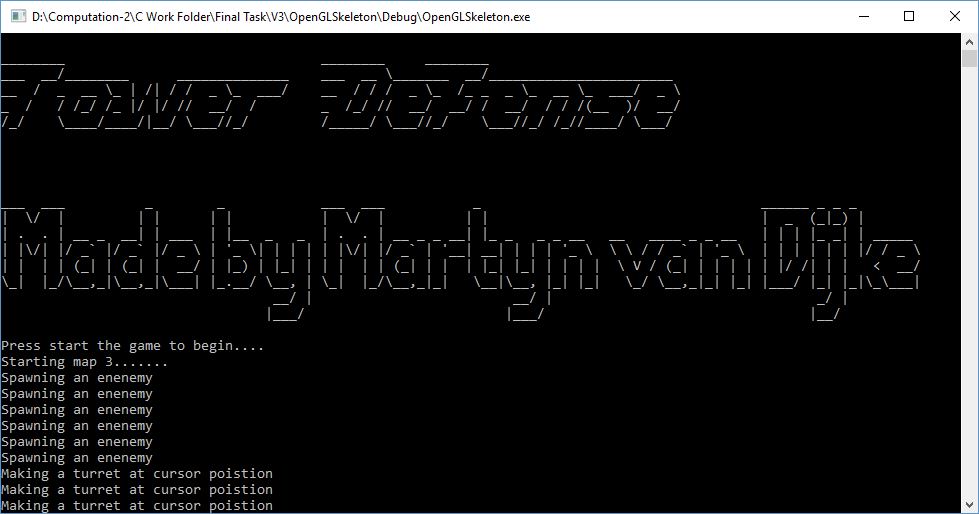 D:\Computation-2\C Work Folder\Final Task\V3\OpenGLSkeleton\Debug\OpenGLSkeleton.exe
Tower Defense
Made by Martyn van Dijke
Press start the game to begin....
Starting map 3.......
Spawning an enenemy
Spawning an enenemy
Spawning an enenemy
Spawning an enenemy
Spawning an enenemy
Spawning an enenemy
Making a turret at cursor poistion
Making a turret at cursor poistion
Making a turret at cursor poistion